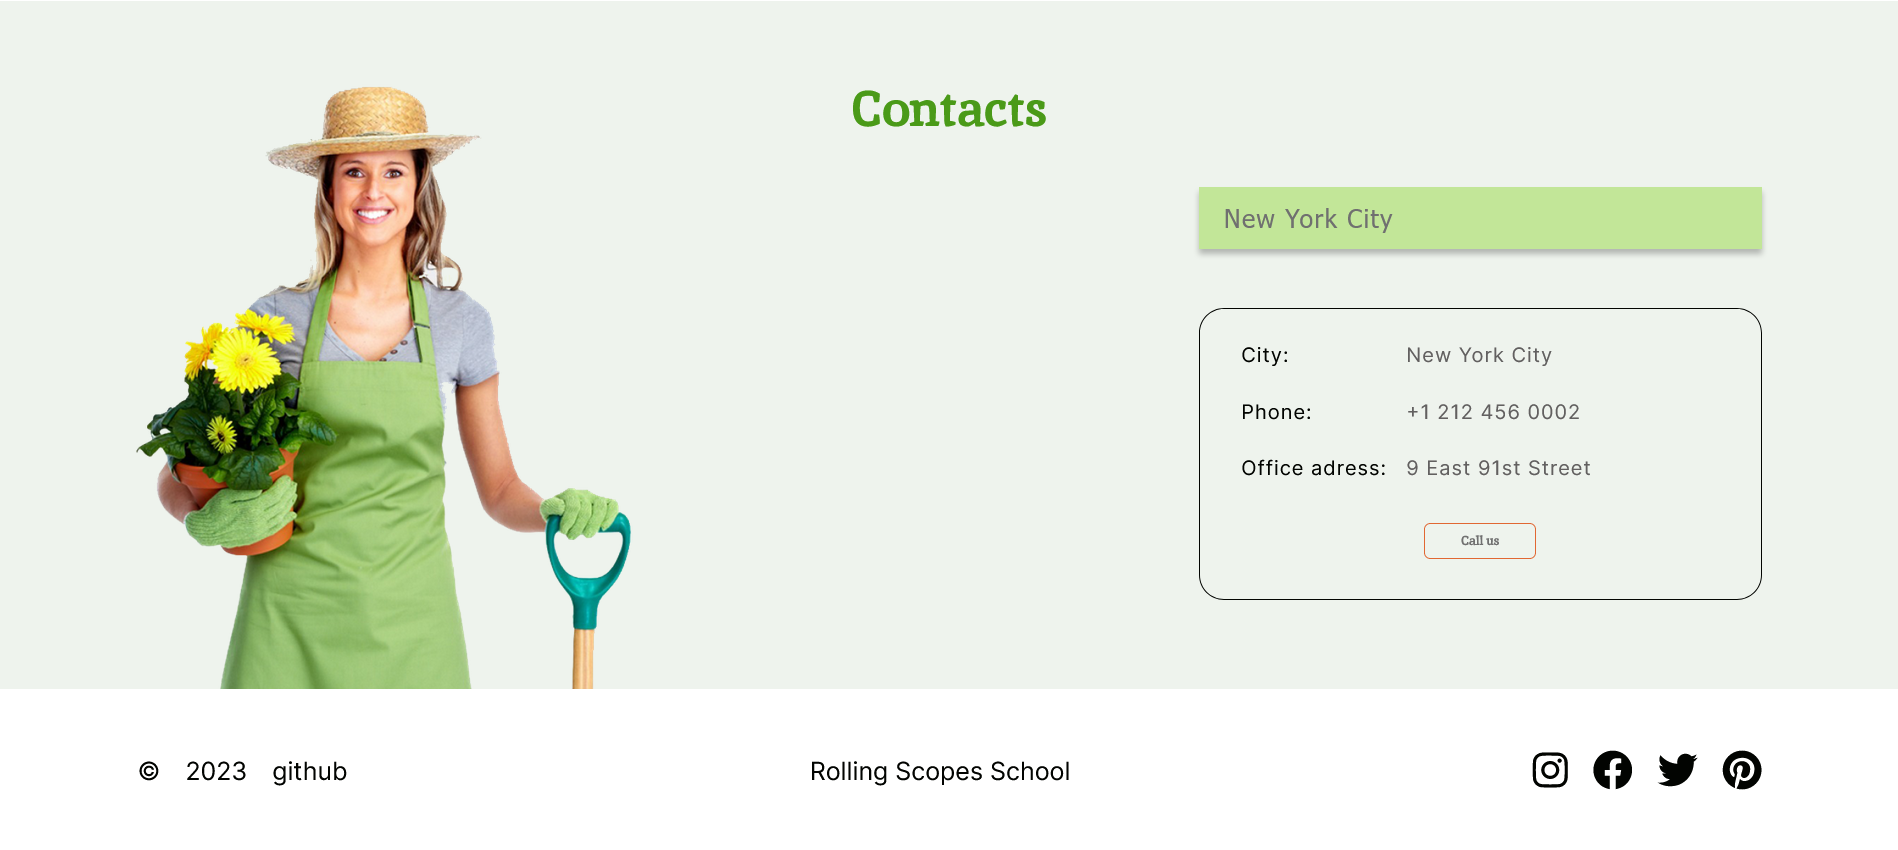 Contacts
New York City
City: New York City
Phone: +1 212 456 0002
Office adress: 9 East 91st Street
Call us
© 2023 github
Rolling Scopes School